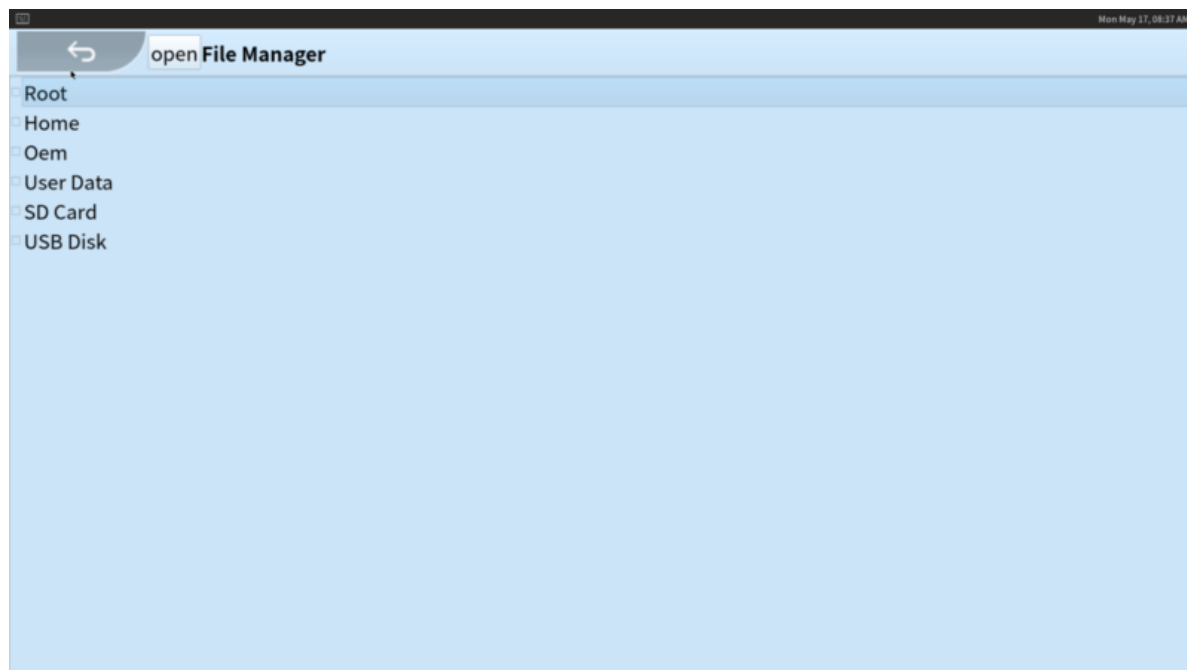 Mon May 17, 08:37 AM
open File Manager
Root
Home
Oem
User Data
SD Card
USB Disk